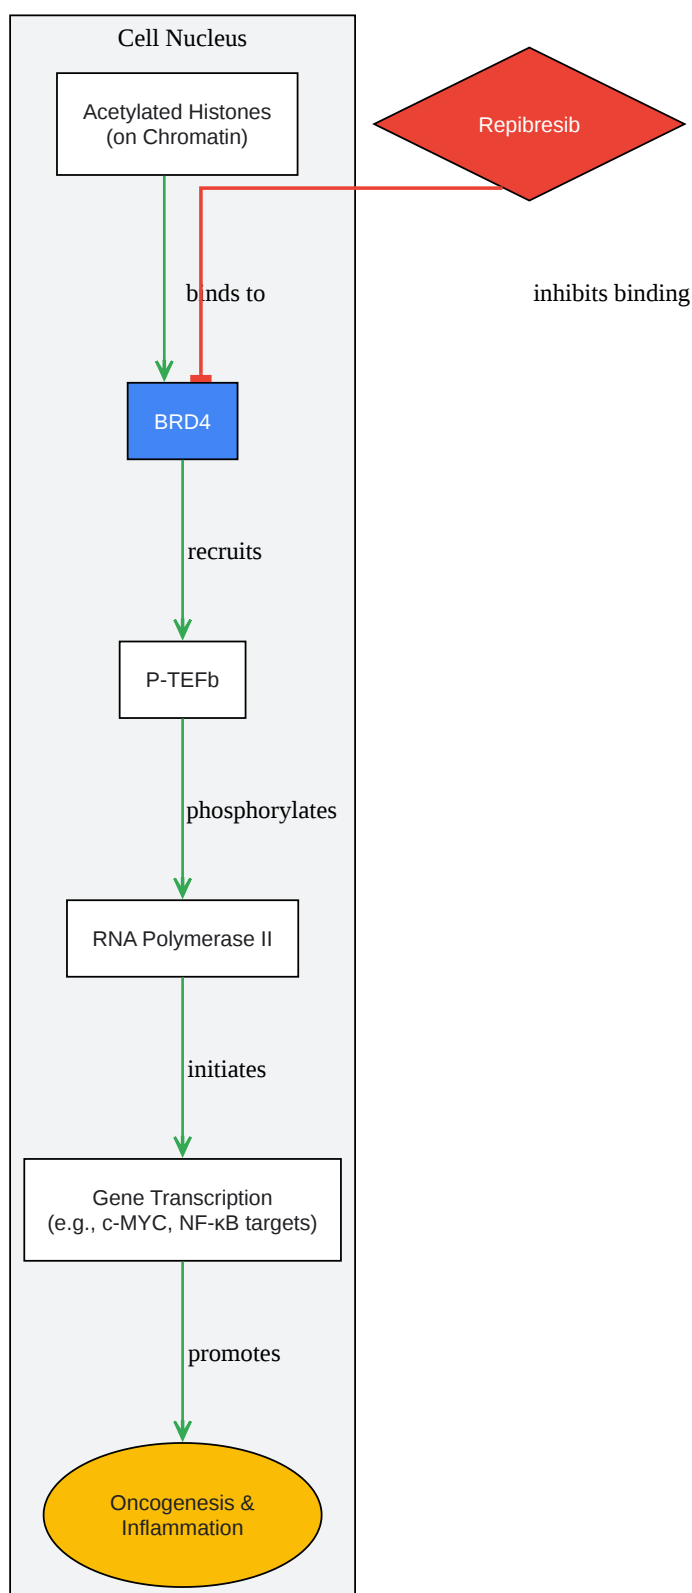 Cell Nucleus
Acetylated Histones
(on Chromatin)
Repibresib
binds to
inhibits binding
BRD4
recruits
P-TEFb
phosphorylates
RNA Polymerase II
initiates
Gene Transcription
(e.g., c-MYC, NF-κB targets)
promotes
Oncogenesis &
Inflammation